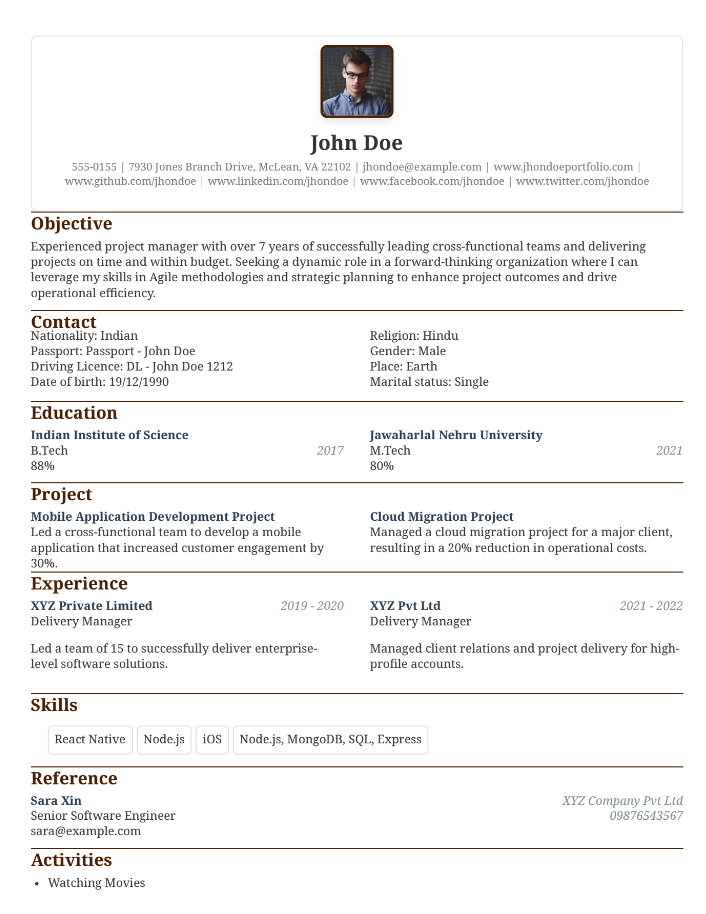 John Doe
555-0155 | 7930 Jones Branch Drive, McLean, VA 22102 | jhondoe@example.com | www.jhondoeportfolio.com |
www.github.com/jhondoe | www.linkedin.com/jhondoe | www.facebook.com/jhondoe | www.twitter.com/jhondoe
Objective
Experienced project manager with over 7 years of successfully leading cross-functional teams and delivering
projects on time and within budget. Seeking a dynamic role in a forward-thinking organization where I can
leverage my skills in Agile methodologies and strategic planning to enhance project outcomes and drive
operational efficiency.
Contact
Nationality: Indian
Passport: Passport - John Doe
Driving Licence: DL - John Doe 1212
Date of birth: 19/12/1990
Religion: Hindu
Gender: Male
Place: Earth
Marital status: Single
Education
Indian Institute of Science
B.Tech 2017
88%
Jawaharlal Nehru University
M.Tech 2021
80%
Project
Mobile Application Development Project
Led a cross-functional team to develop a mobile
application that increased customer engagement by
30%.
Cloud Migration Project
Managed a cloud migration project for a major client,
resulting in a 20% reduction in operational costs.
Experience
XYZ Private Limited 2019 - 2020
Delivery Manager
Led a team of 15 to successfully deliver enterprise-
level software solutions.
XYZ Pvt Ltd 2021 - 2022
Delivery Manager
Managed client relations and project delivery for high-
profile accounts.
Skills
React Native Node.js iOS Node.js, MongoDB, SQL, Express
Reference
Sara Xin XYZ Company Pvt Ltd
Senior Software Engineer 09876543567
sara@example.com
Activities
• Watching Movies